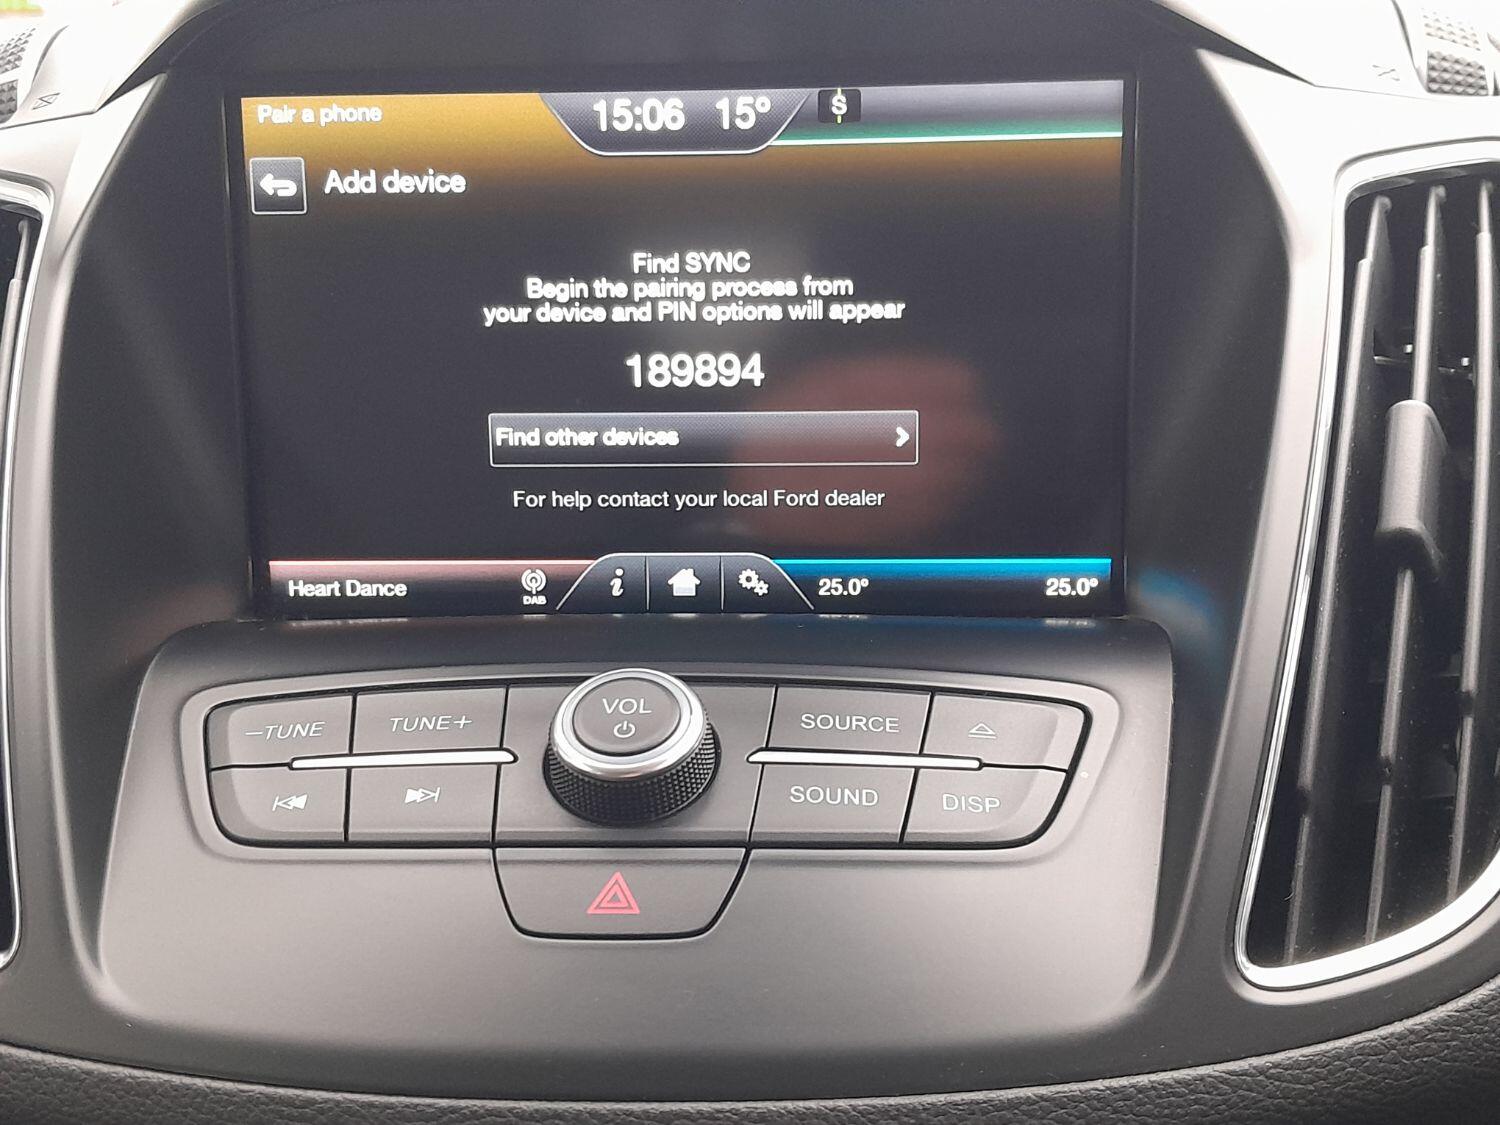 Pair a phone
15:06 15°
S
Add device
Find SYNC
Begin the pairing process from
your device and PIN options will appear
189894
Find other devices
For help contact your local Ford dealer
Heart Dance
DAB
i
25.0°
25.0°
–TUNE
TUNE+
VOL
SOURCE
SOUND
DISP